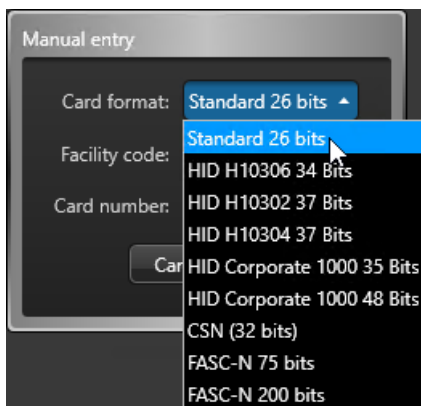 Manual entry
Card format: Standard 26 bits
Standard 26 bits
Facility code:
HID H10306 34 Bits
HID H10302 37 Bits
Card number:
HID H10304 37 Bits
Car
HID Corporate 1000 35 Bits
HID Corporate 1000 48 Bits
CSN (32 bits)
FASC-N 75 bits
FASC-N 200 bits